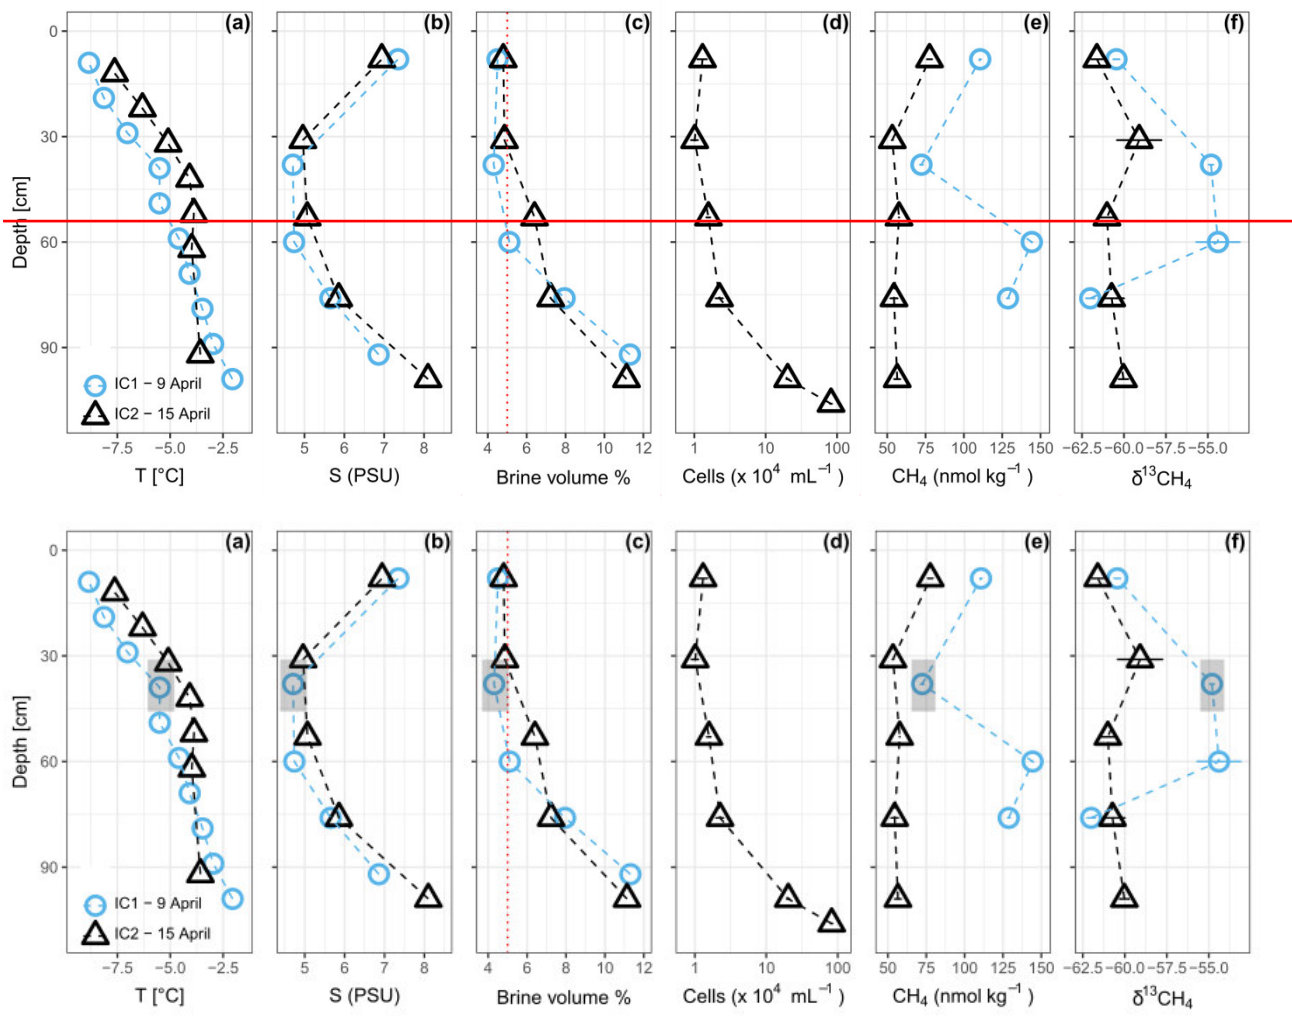 (a) (b) (c) (d) (e) (f)
0
30
60
90
Depth [cm]
IC1 − 9 April
IC2 − 15 April
−7.5 −5.0 −2.5 5 6 7 8 4 6 8 10 12 1 10 100 50 75 100 125 150 −62.5 −60.0 −57.5 −55.0
T [°C] S (PSU) Brine volume % Cells (x 10⁴ mL⁻¹) CH₄ (nmol kg⁻¹) δ¹³CH₄
(a) (b) (c) (d) (e) (f)
0
30
60
90
Depth [cm]
IC1 − 9 April
IC2 − 15 April
−7.5 −5.0 −2.5 5 6 7 8 4 6 8 10 12 1 10 100 50 75 100 125 150 −62.5 −60.0 −57.5 −55.0
T [°C] S (PSU) Brine volume % Cells (x 10⁴ mL⁻¹) CH₄ (nmol kg⁻¹) δ¹³CH₄